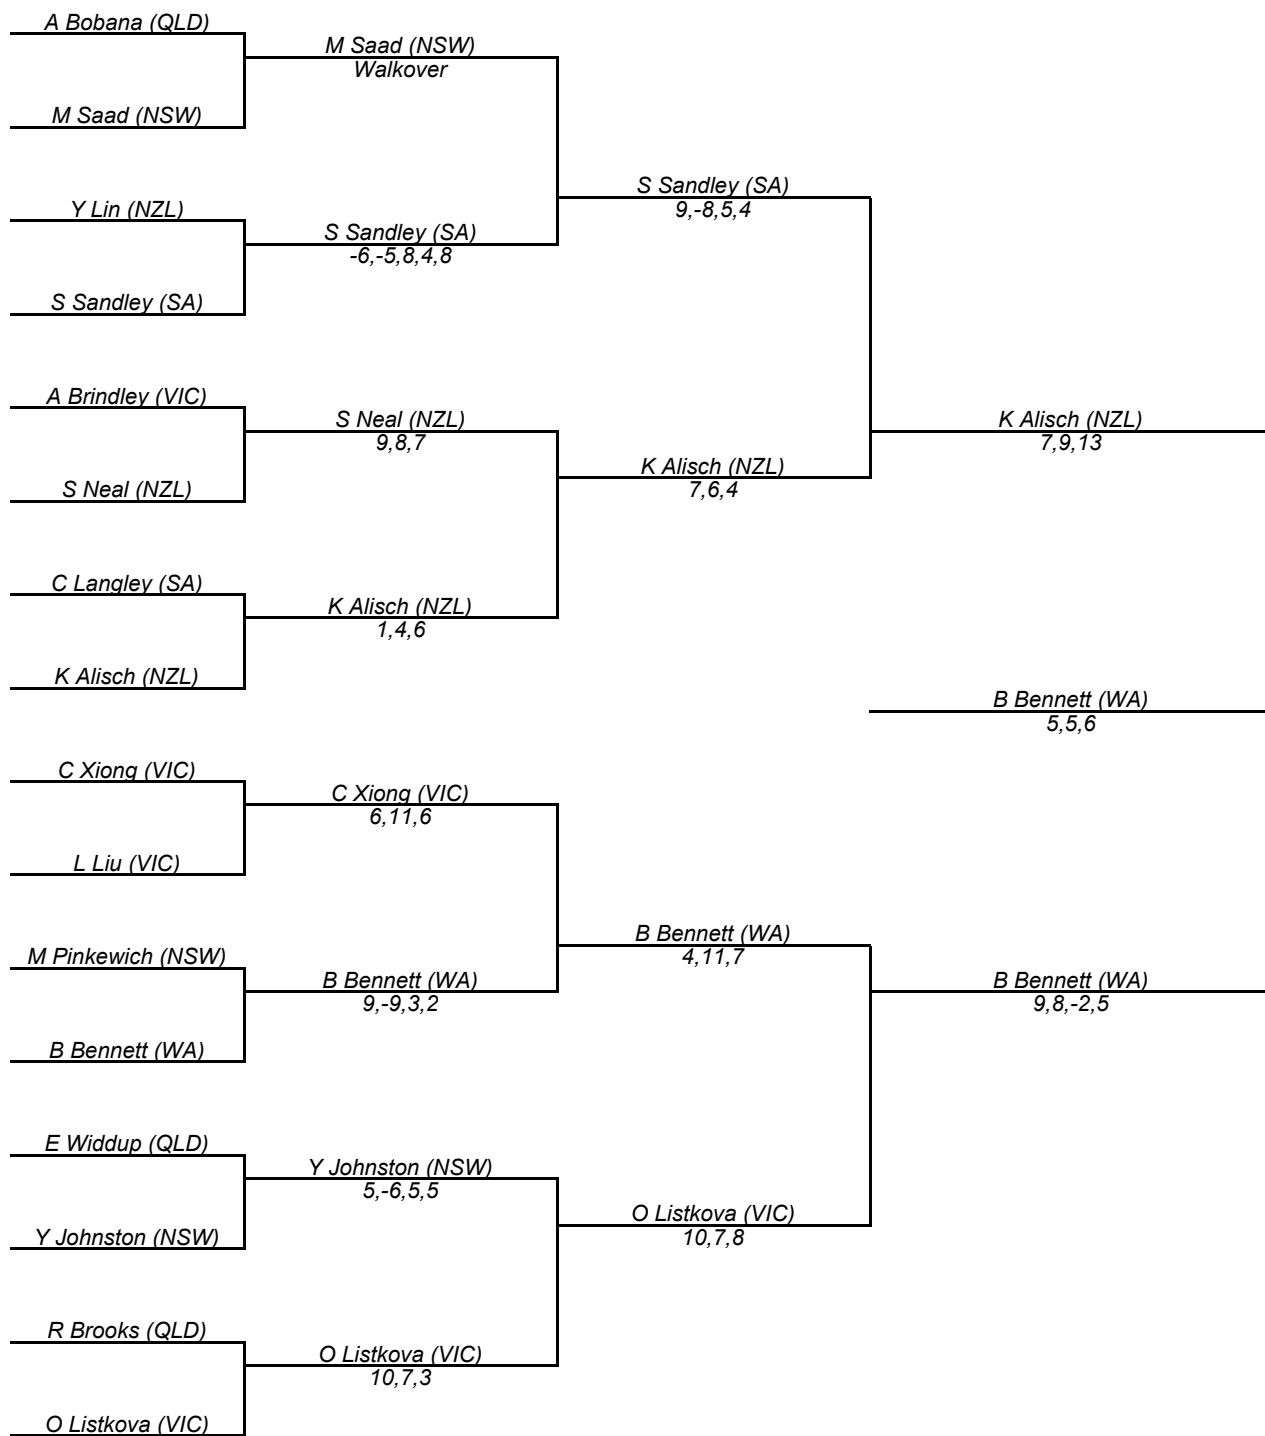 A Bobana (QLD)
M Saad (NSW)
Walkover
M Saad (NSW)
S Sandley (SA)
9,-8,5,4
Y Lin (NZL)
S Sandley (SA)
-6,-5,8,4,8
S Sandley (SA)
A Brindley (VIC)
S Neal (NZL)
9,8,7
K Alisch (NZL)
7,9,13
K Alisch (NZL)
7,6,4
S Neal (NZL)
C Langley (SA)
K Alisch (NZL)
1,4,6
K Alisch (NZL)
B Bennett (WA)
5,5,6
C Xiong (VIC)
C Xiong (VIC)
6,11,6
L Liu (VIC)
B Bennett (WA)
4,11,7
M Pinkewich (NSW)
B Bennett (WA)
9,-9,3,2
B Bennett (WA)
9,8,-2,5
B Bennett (WA)
E Widdup (QLD)
Y Johnston (NSW)
5,-6,5,5
O Listkova (VIC)
10,7,8
Y Johnston (NSW)
R Brooks (QLD)
O Listkova (VIC)
10,7,3
O Listkova (VIC)